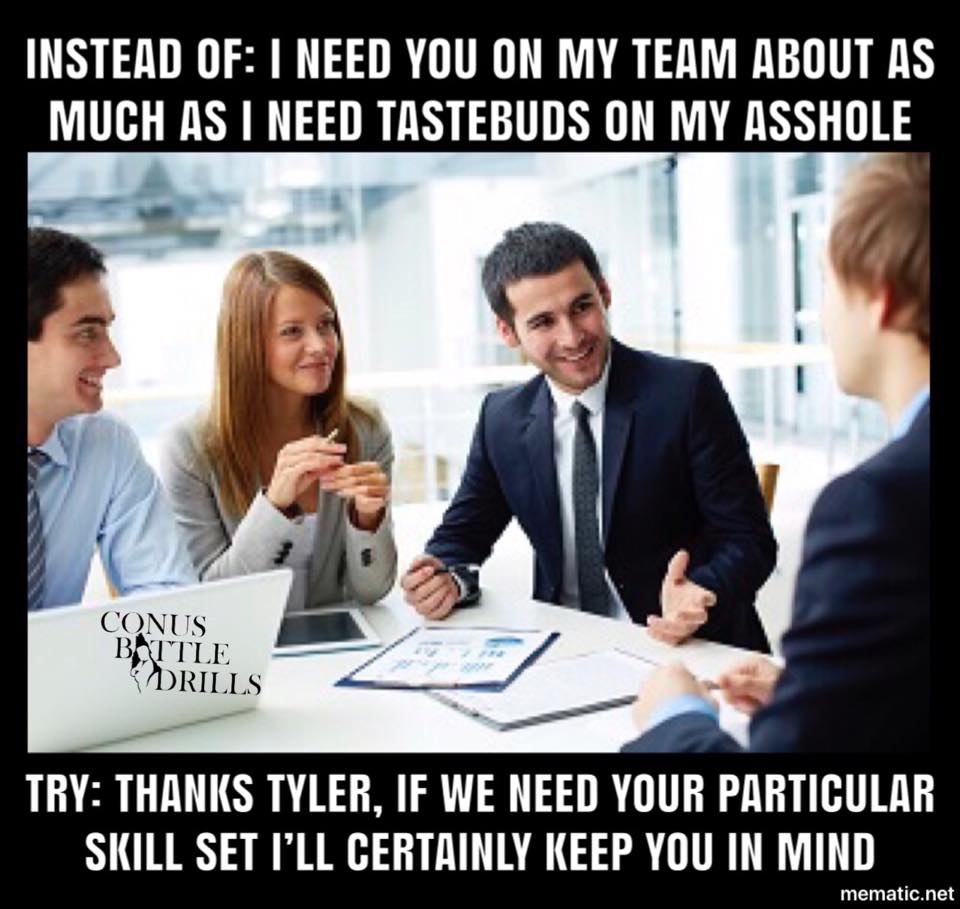 INSTEAD OF: I NEED YOU ON MY TEAM ABOUT AS
MUCH AS I NEED TASTEBUDS ON MY ASSHOLE
CONUS
BATTLE
DRILLS
TRY: THANKS TYLER, IF WE NEED YOUR PARTICULAR
SKILL SET I'LL CERTAINLY KEEP YOU IN MIND
mematic.net